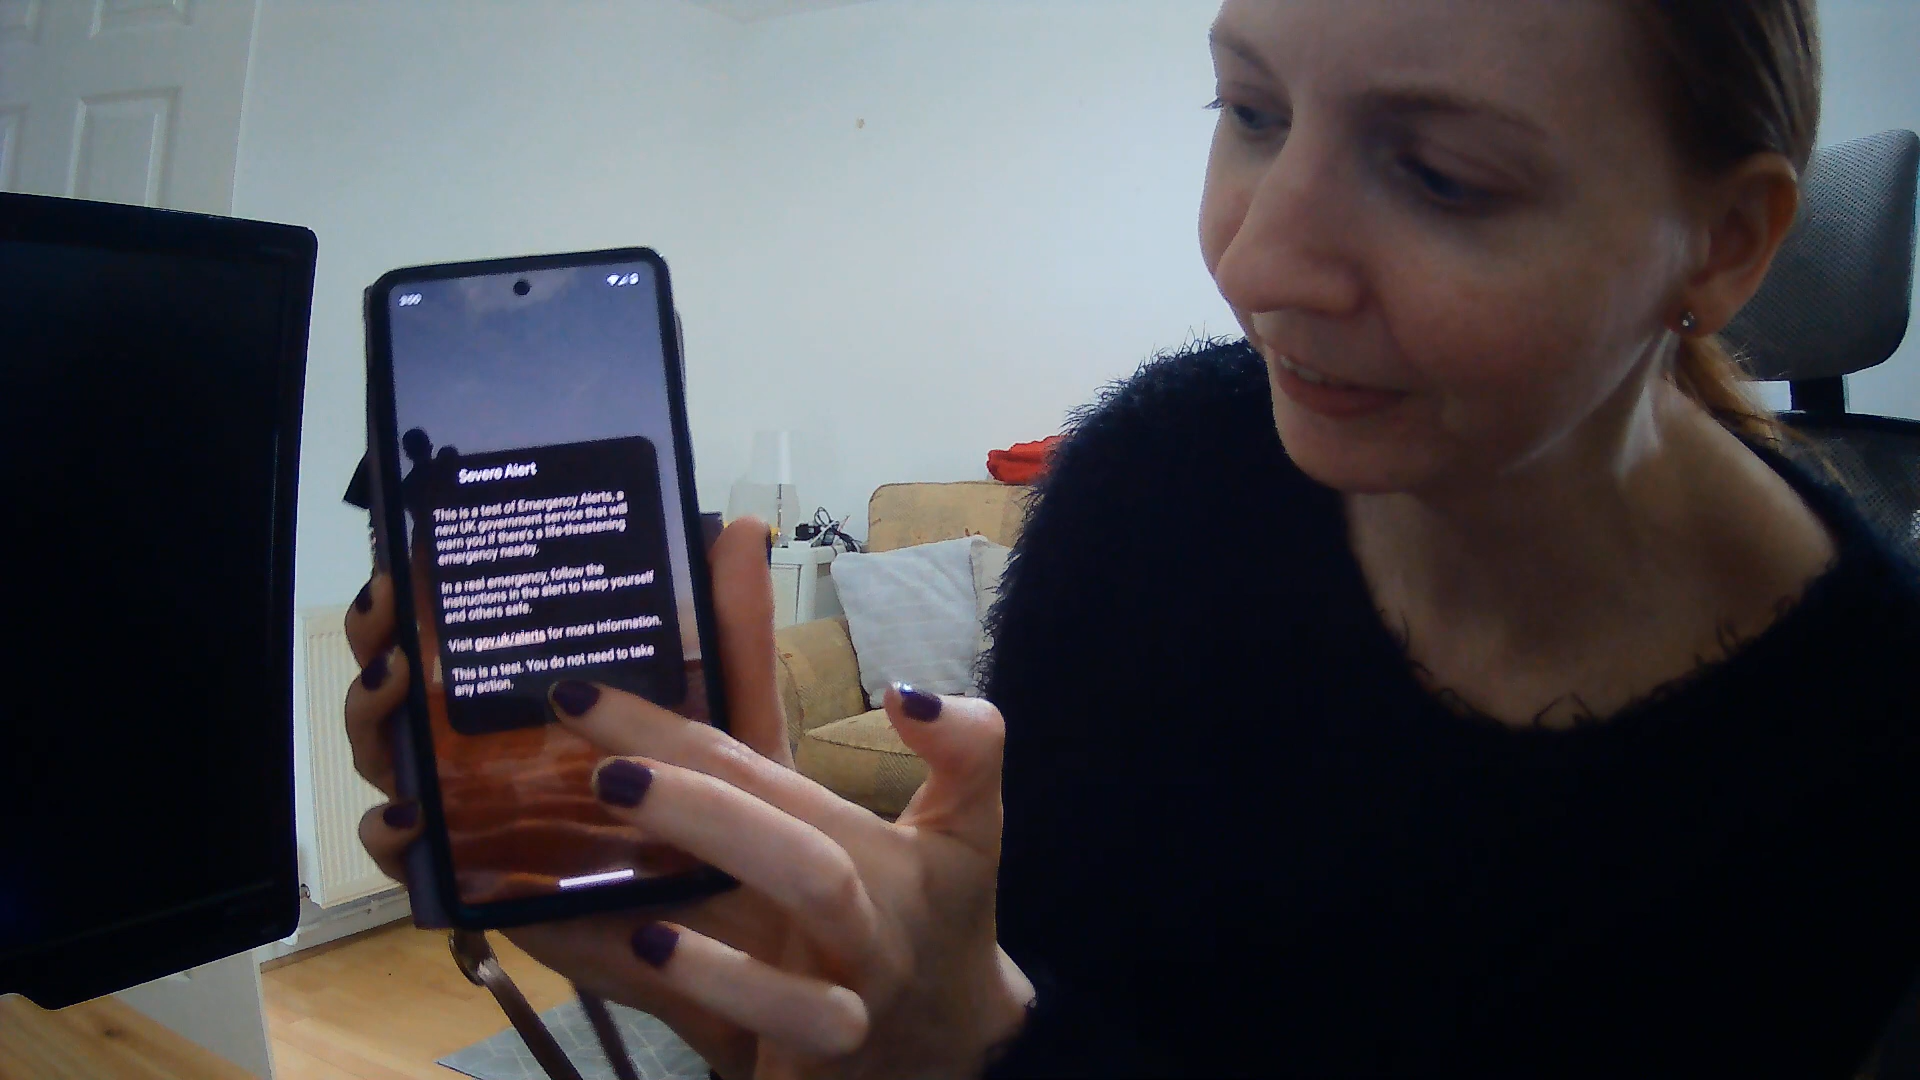 3:00
Severe Alert
This is a test of Emergency Alerts, a
new UK government service that will
warn you if there's a life-threatening
emergency nearby.
In a real emergency, follow the
instructions in the alert to keep yourself
and others safe.
Visit gov.uk/alerts for more information.
This is a test. You do not need to take
any action.